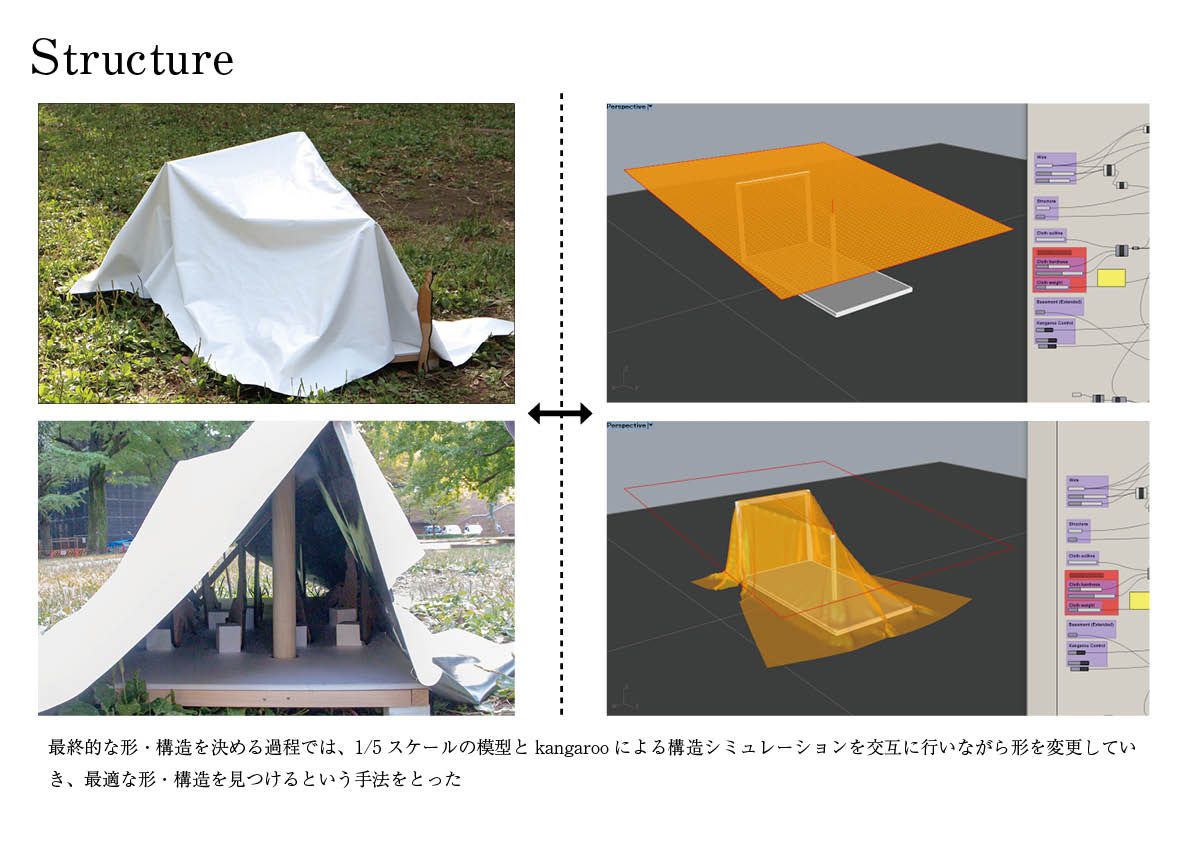 Structure
Perspective
Wire
Structure
Cloth outline
Cloth hardness
Cloth weight
Basement (Extended)
Kangaroo Control
Perspective
Wire
Structure
Cloth outline
Cloth hardness
Cloth weight
Basement (Extended)
Kangaroo Control
最終的な形・構造を決める過程では、1/5 スケールの模型と kangaroo による構造シミュレーションを交互に行いながら形を変更してい
き、最適な形・構造を見つけるという手法をとった